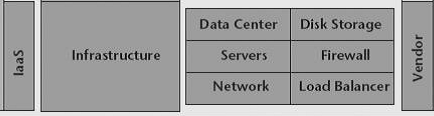 IaaS
Infrastructure
Data Center
Disk Storage
Servers
Firewall
Network
Load Balancer
Vendor